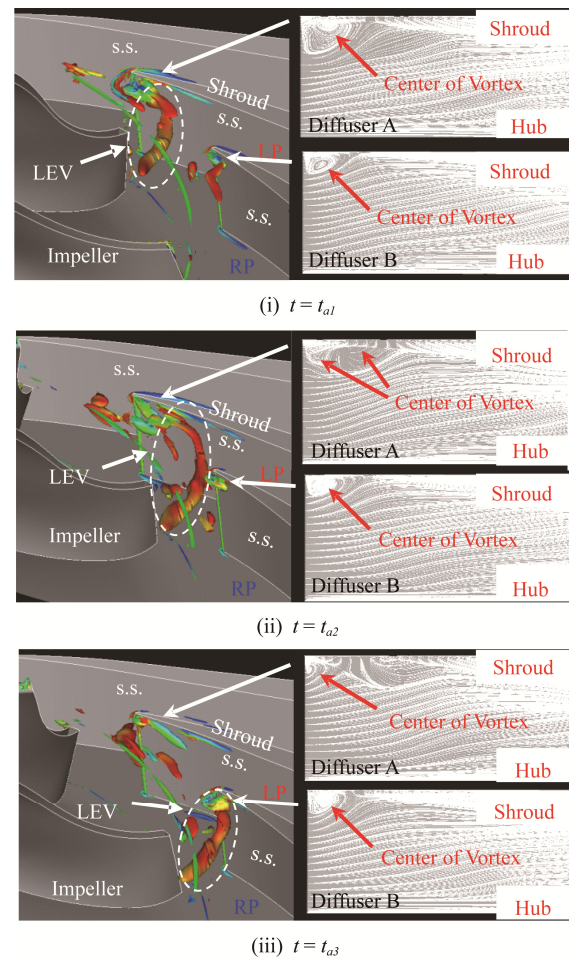 s.s.
Shroud
s.s.
LP
LEV
s.s.
Impeller
RP
Shroud
Center of Vortex
Diffuser A
Hub
Shroud
Center of Vortex
Diffuser B
Hub
(i) t = ta1
s.s.
Shroud
s.s.
LP
LEV
s.s.
Impeller
RP
Shroud
Center of Vortex
Diffuser A
Hub
Shroud
Center of Vortex
Diffuser B
Hub
(ii) t = ta2
s.s.
Shroud
s.s.
LP
LEV
s.s.
Impeller
RP
Shroud
Center of Vortex
Diffuser A
Hub
Shroud
Center of Vortex
Diffuser B
Hub
(iii) t = ta3